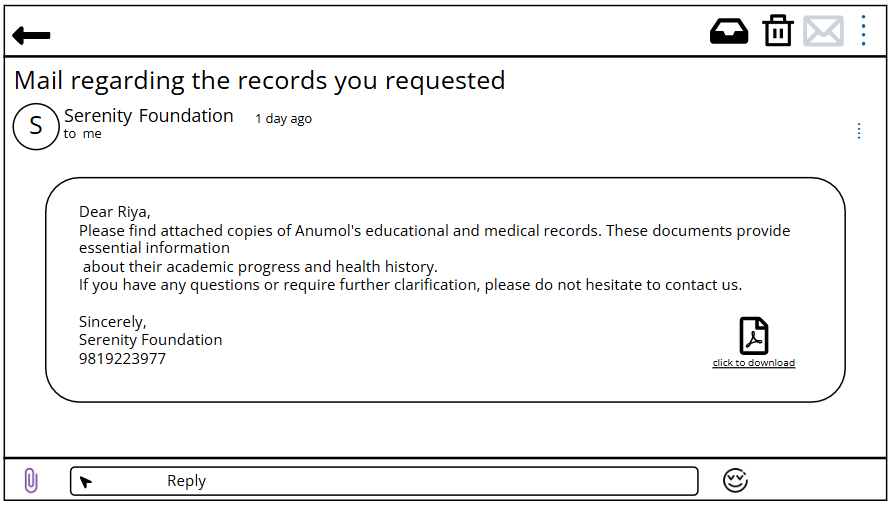 Mail regarding the records you requested
S
Serenity Foundation 1 day ago
to me
Dear Riya,
Please find attached copies of Anumol's educational and medical records. These documents provide
essential information
about their academic progress and health history.
If you have any questions or require further clarification, please do not hesitate to contact us.
Sincerely,
Serenity Foundation
9819223977
click to download
Reply